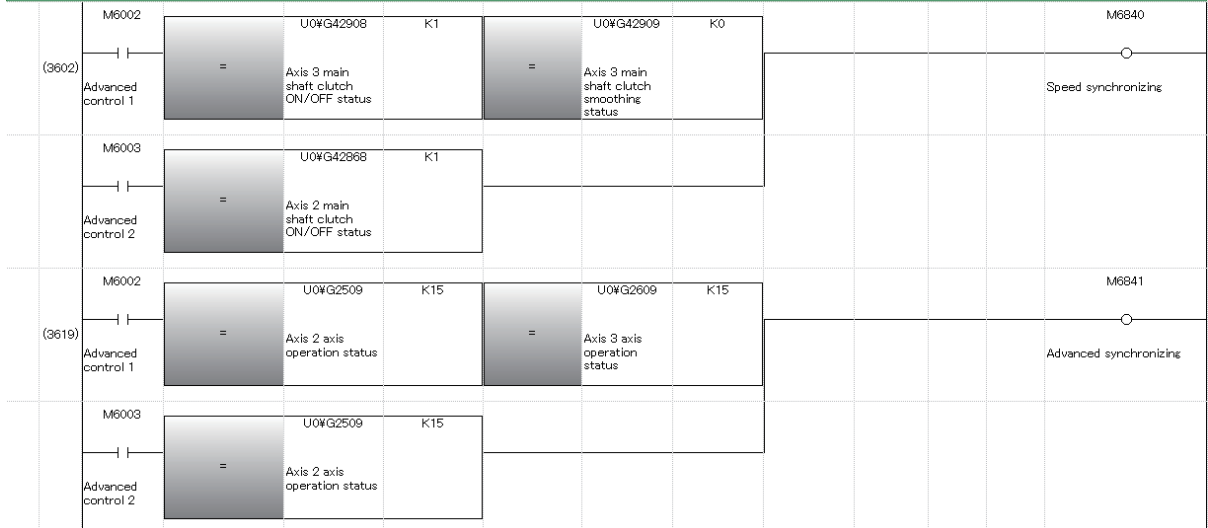 M6002 M6840
U0¥G42908 K1 U0¥G42909 K0
(3602) = Axis 3 main = Axis 3 main
Advanced shaft clutch shaft clutch Speed synchronizing
control 1 ON/OFF status smoothing
status
M6003
U0¥G42868 K1
=
Axis 2 main
Advanced shaft clutch
control 2 ON/OFF status
M6002 M6841
U0¥G2509 K15 U0¥G2609 K15
(3619) = Axis 2 axis = Axis 3 axis
Advanced operation status operation Advanced synchronizing
control 1 status
M6003
U0¥G2509 K15
=
Axis 2 axis
Advanced operation status
control 2